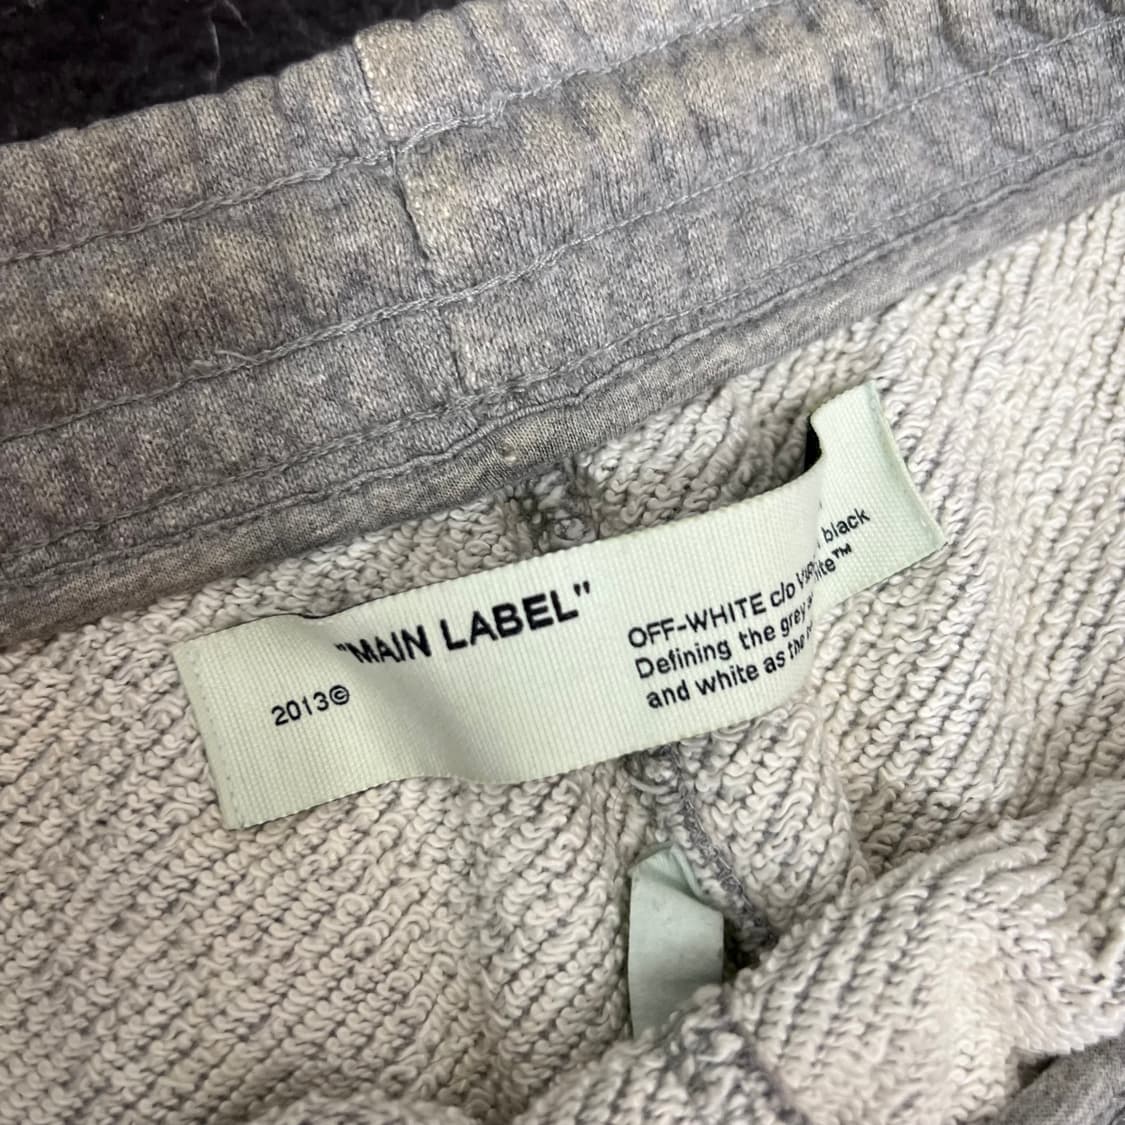 "MAIN LABEL"
2013©
OFF-WHITE c/o black
Defining the grey
and white as the